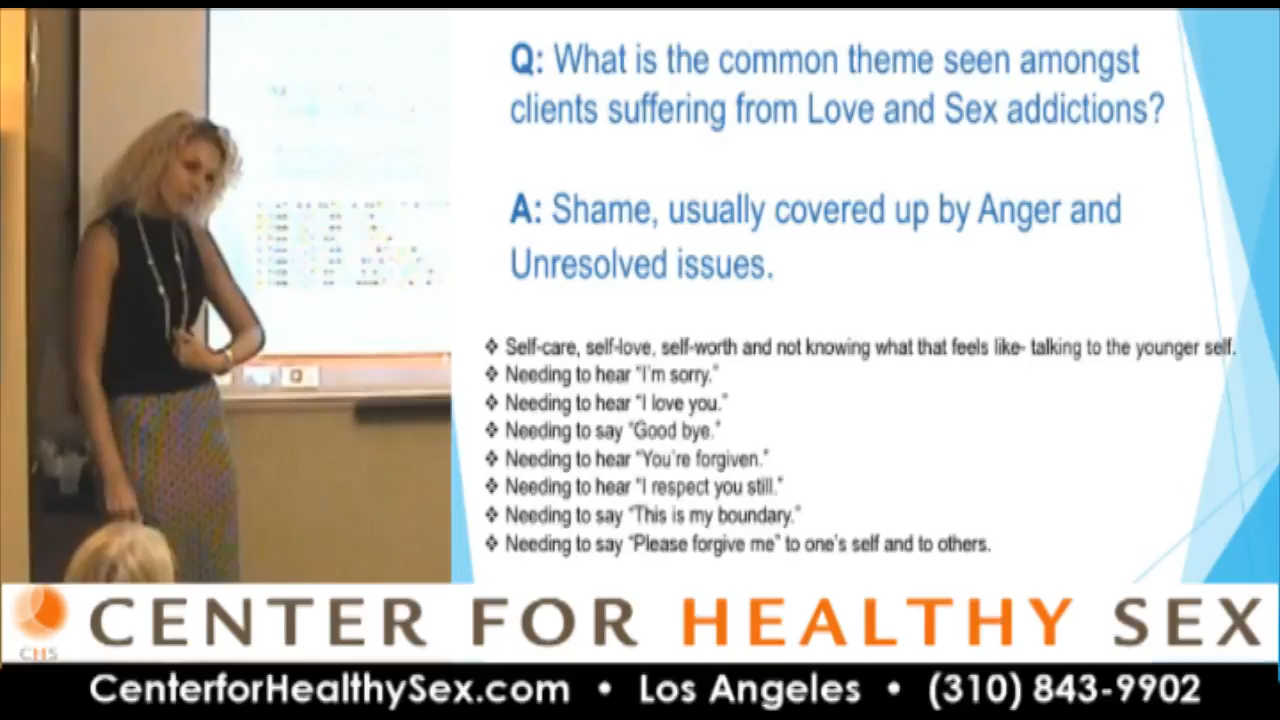 Q: What is the common theme seen amongst
clients suffering from Love and Sex addictions?
A: Shame, usually covered up by Anger and
Unresolved issues.
❖ Self-care, self-love, self-worth and not knowing what that feels like- talking to the younger self.
❖ Needing to hear “I’m sorry.”
❖ Needing to hear “I love you.”
❖ Needing to say “Good bye.”
❖ Needing to hear “You’re forgiven.”
❖ Needing to hear “I respect you still.”
❖ Needing to say “This is my boundary.”
❖ Needing to say “Please forgive me” to one’s self and to others.
CENTER FOR HEALTHY SEX
CHS
CenterforHealthySex.com • Los Angeles • (310) 843-9902